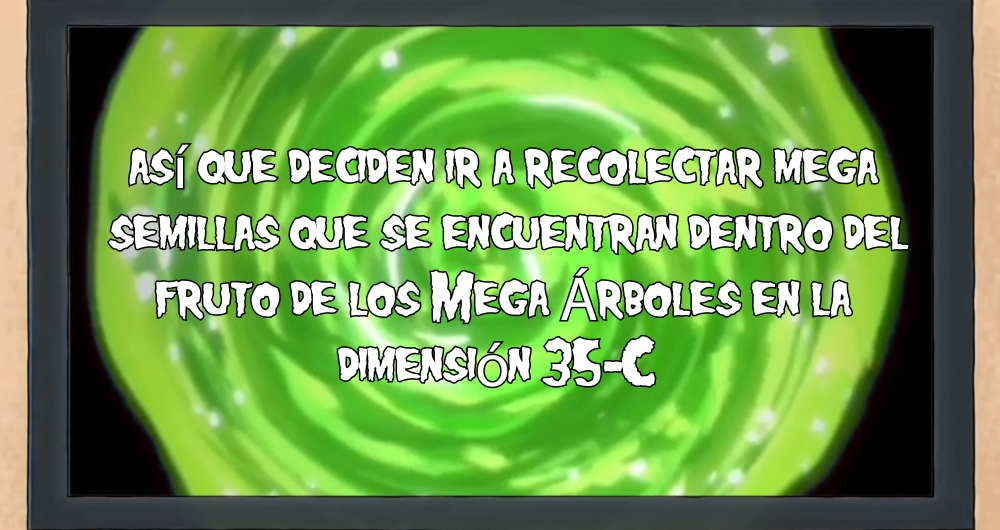 así que deciden ir a recolectar mega
semillas que se encuentran dentro del
fruto de los Mega Árboles en la
dimensión 35-C